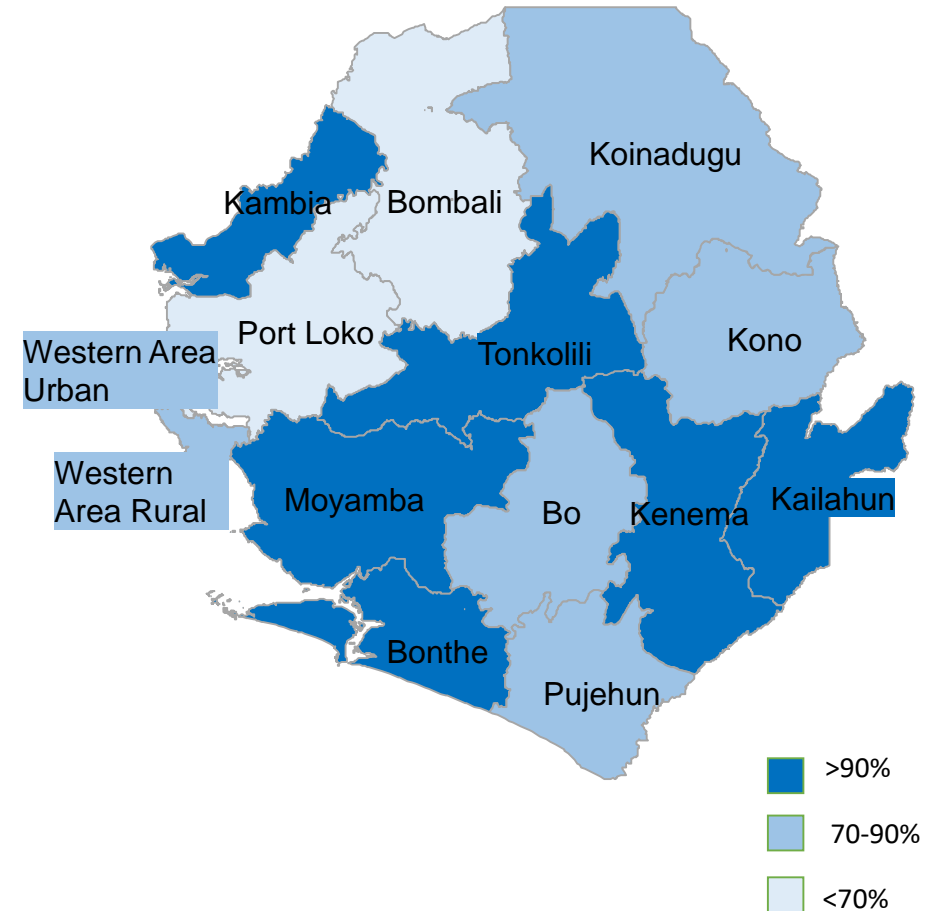 Koinadugu
Kambia
Bombali
Port Loko
Western Area
Urban
Tonkolili
Kono
Western
Area Rural
Moyamba
Bo
Kenema
Kailahun
Bonthe
Pujehun
>90%
70-90%
<70%